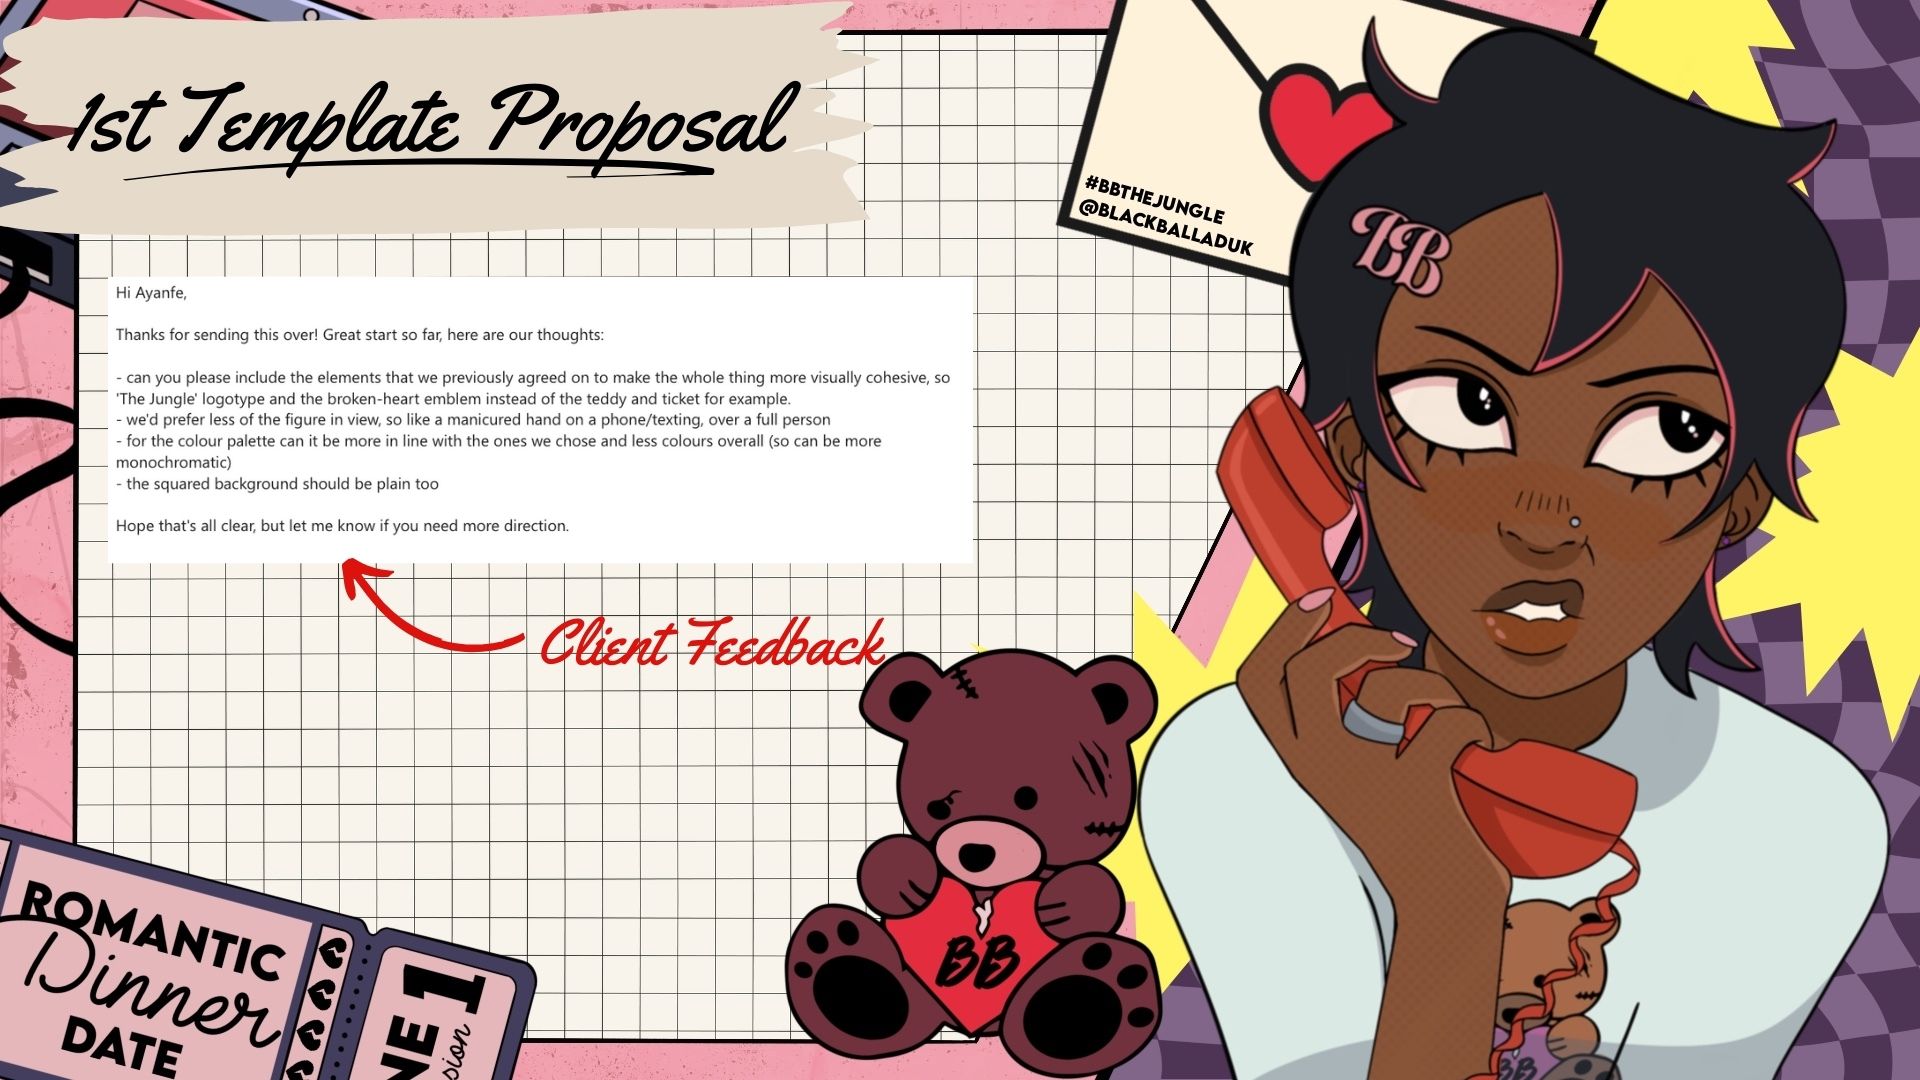 1st Template Proposal
#BBTHEJUNGLE
@BLACKBALLADUK
BB
Hi Ayanfe,
Thanks for sending this over! Great start so far, here are our thoughts:
- can you please include the elements that we previously agreed on to make the whole thing more visually cohesive, so
'The Jungle' logotype and the broken-heart emblem instead of the teddy and ticket for example.
- we'd prefer less of the figure in view, so like a manicured hand on a phone/texting, over a full person
- for the colour palette can it be more in line with the ones we chose and less colours overall (so can be more
monochromatic)
- the squared background should be plain too
Hope that's all clear, but let me know if you need more direction.
Client Feedback
BB
ROMANTIC
Dinner
DATE
1
BB